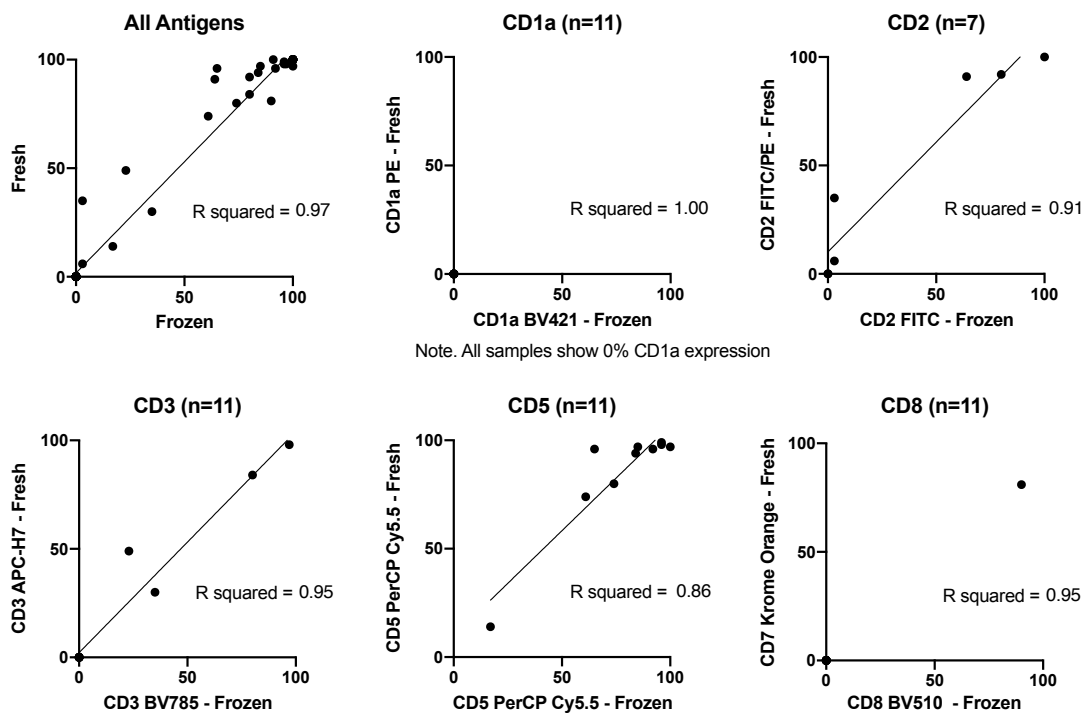 All Antigens
Fresh
100
50
0
0 50 100
Frozen
R squared = 0.97
CD1a (n=11)
CD1a PE - Fresh
100
50
0
0 50 100
CD1a BV421 - Frozen
R squared = 1.00
Note. All samples show 0% CD1a expression
CD2 (n=7)
CD2 FITC/PE - Fresh
100
50
0
0 50 100
CD2 FITC - Frozen
R squared = 0.91
CD3 (n=11)
CD3 APC-H7 - Fresh
100
50
0
0 50 100
CD3 BV785 - Frozen
R squared = 0.95
CD5 (n=11)
CD5 PerCP Cy5.5 - Fresh
100
50
0
0 50 100
CD5 PerCP Cy5.5 - Frozen
R squared = 0.86
CD8 (n=11)
CD7 Krome Orange - Fresh
100
50
0
0 50 100
CD8 BV510 - Frozen
R squared = 0.95